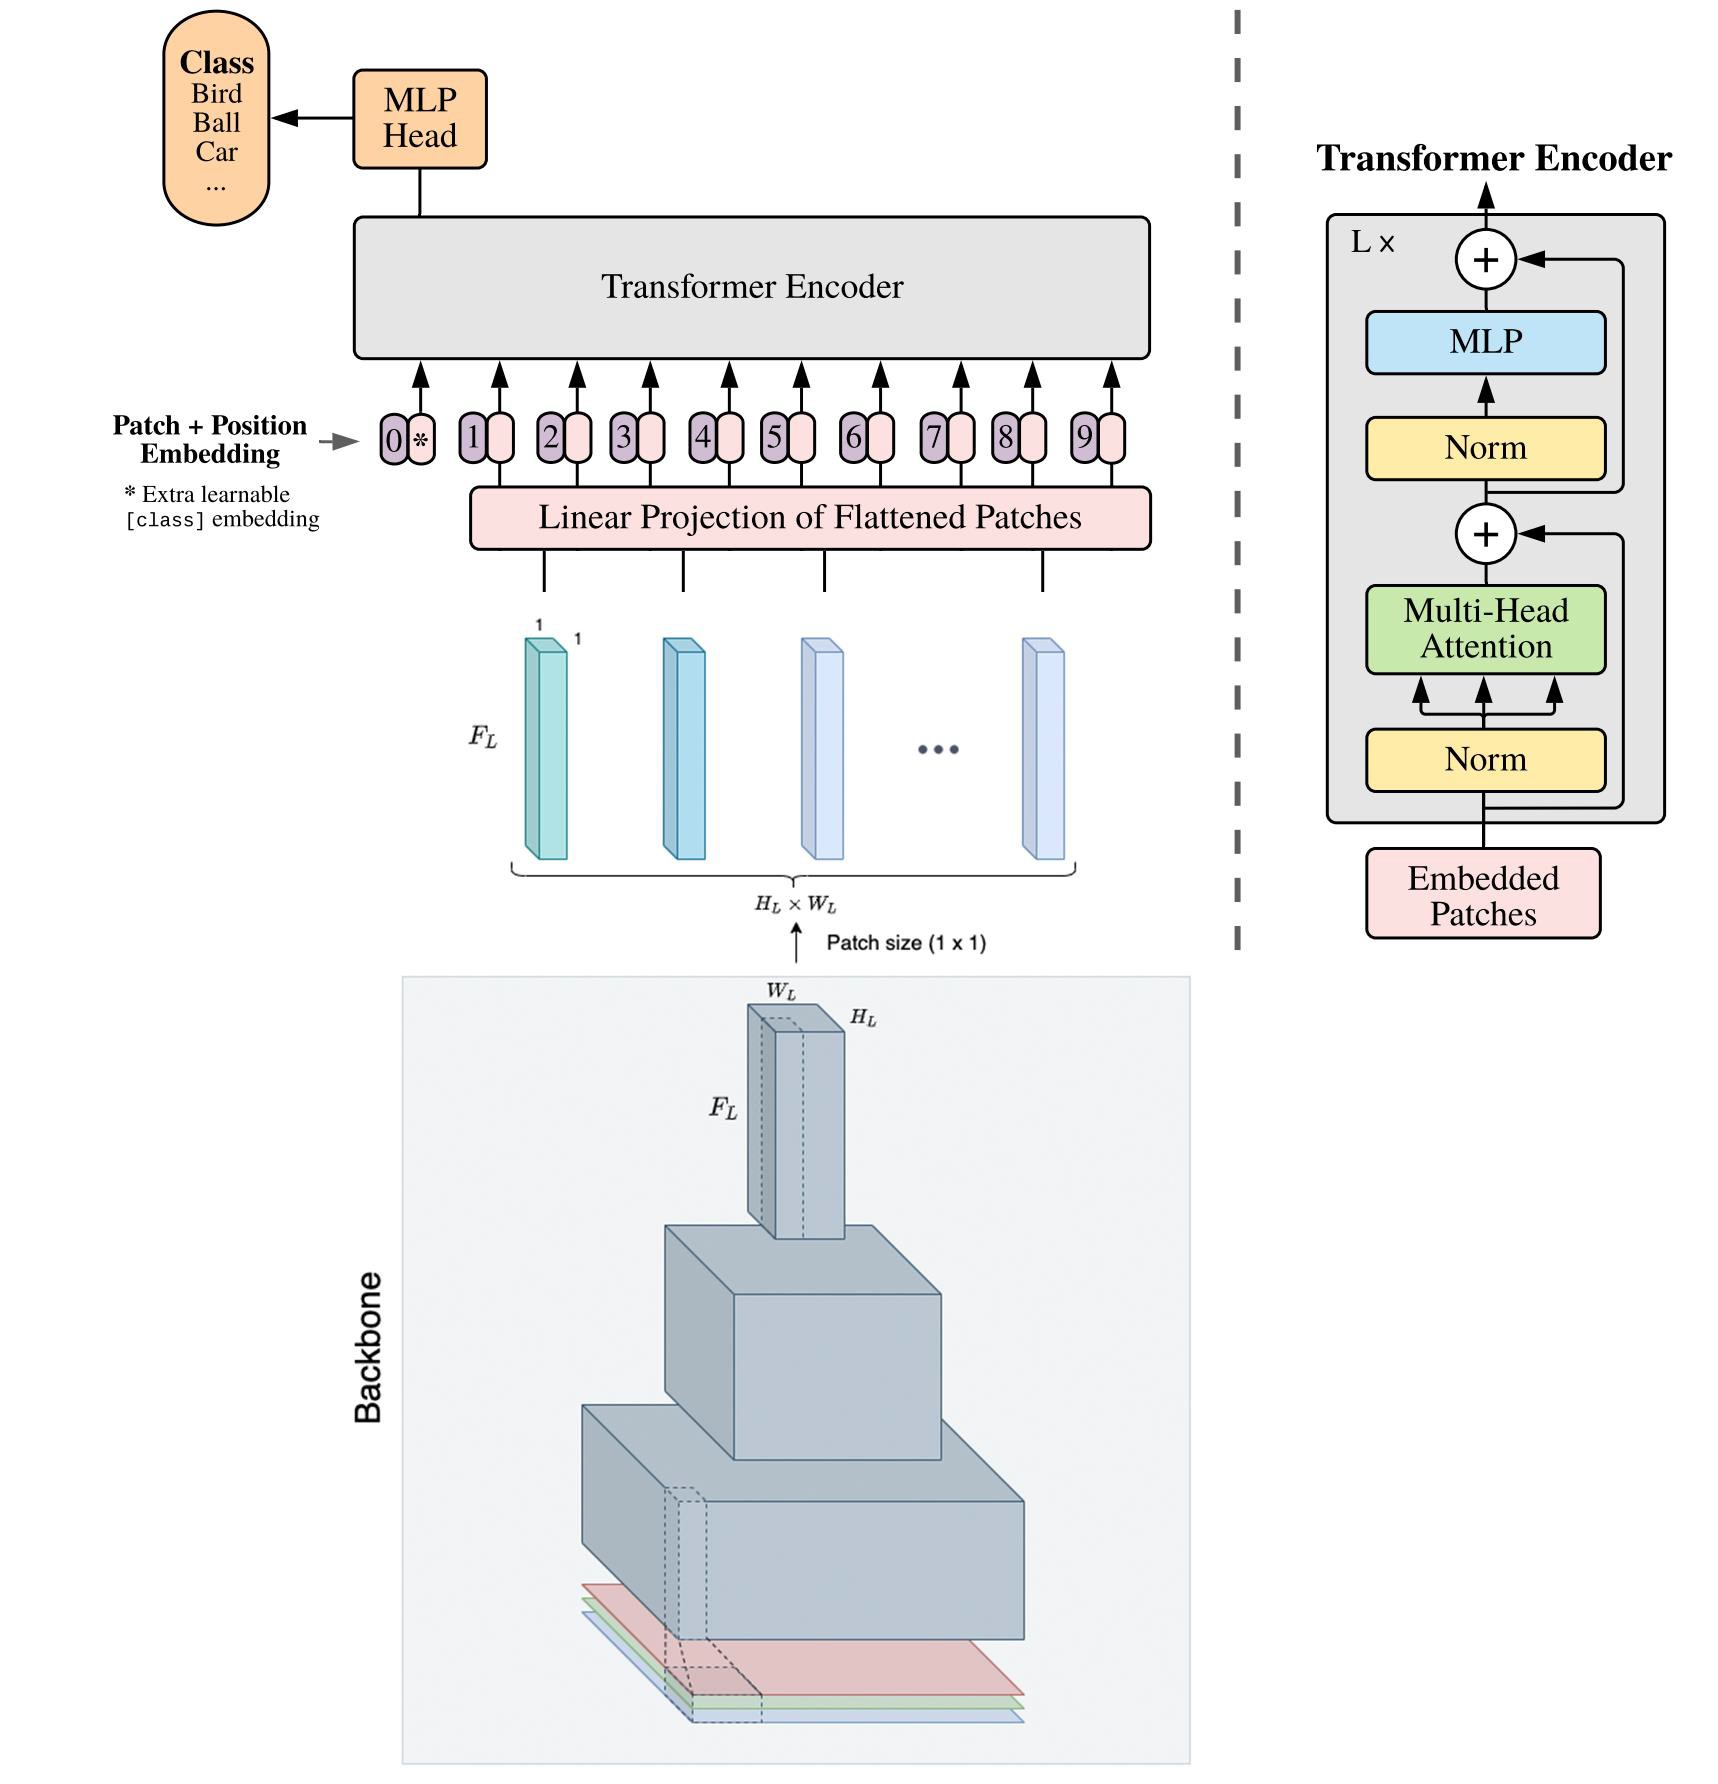 Class
Bird
Ball
Car
...
MLP
Head
Transformer Encoder
Patch + Position
Embedding
* Extra learnable
[class] embedding
0 * 1 2 3 4 5 6 7 8 9
Linear Projection of Flattened Patches
1
1
F_L
...
H_L × W_L
Patch size (1 x 1)
W_L
H_L
F_L
Backbone
Transformer Encoder
L x
+
MLP
Norm
+
Multi-Head
Attention
Norm
Embedded
Patches